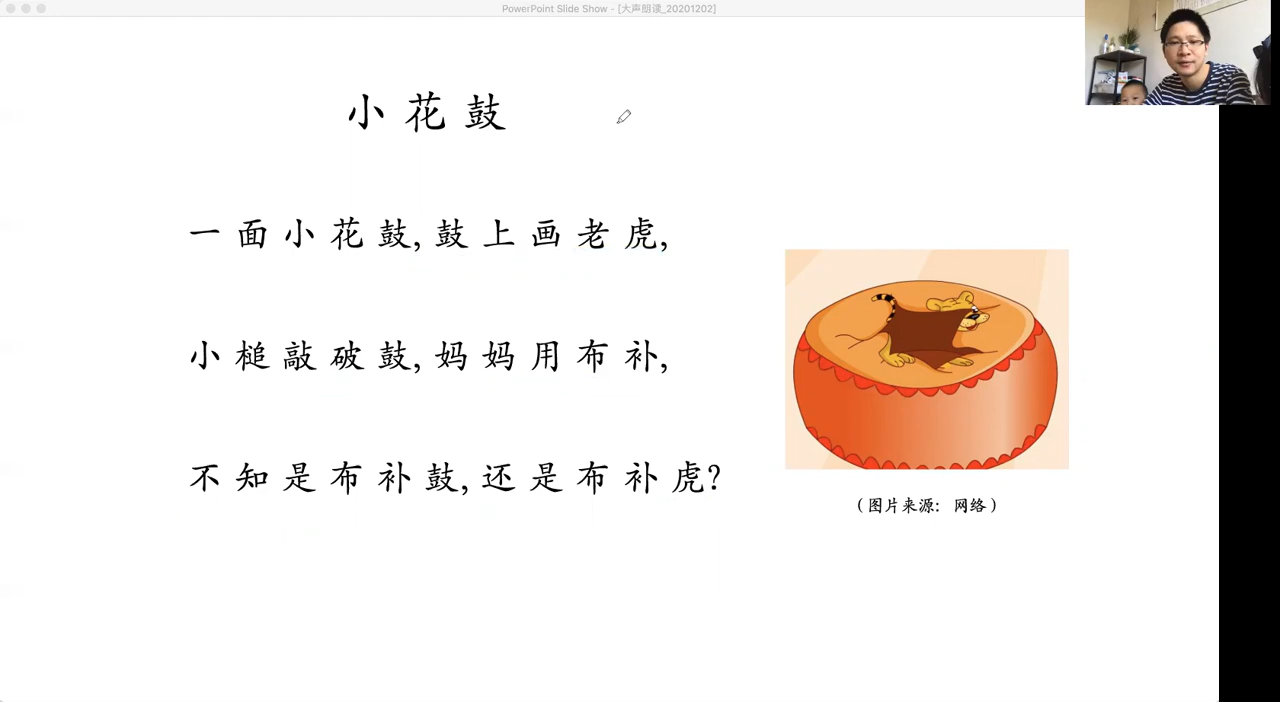 PowerPoint Slide Show - [大声朗读_20201202]
小花鼓
一面小花鼓,鼓上画老虎,
小槌敲破鼓,妈妈用布补,
不知是布补鼓,还是布补虎?
（图片来源：网络）